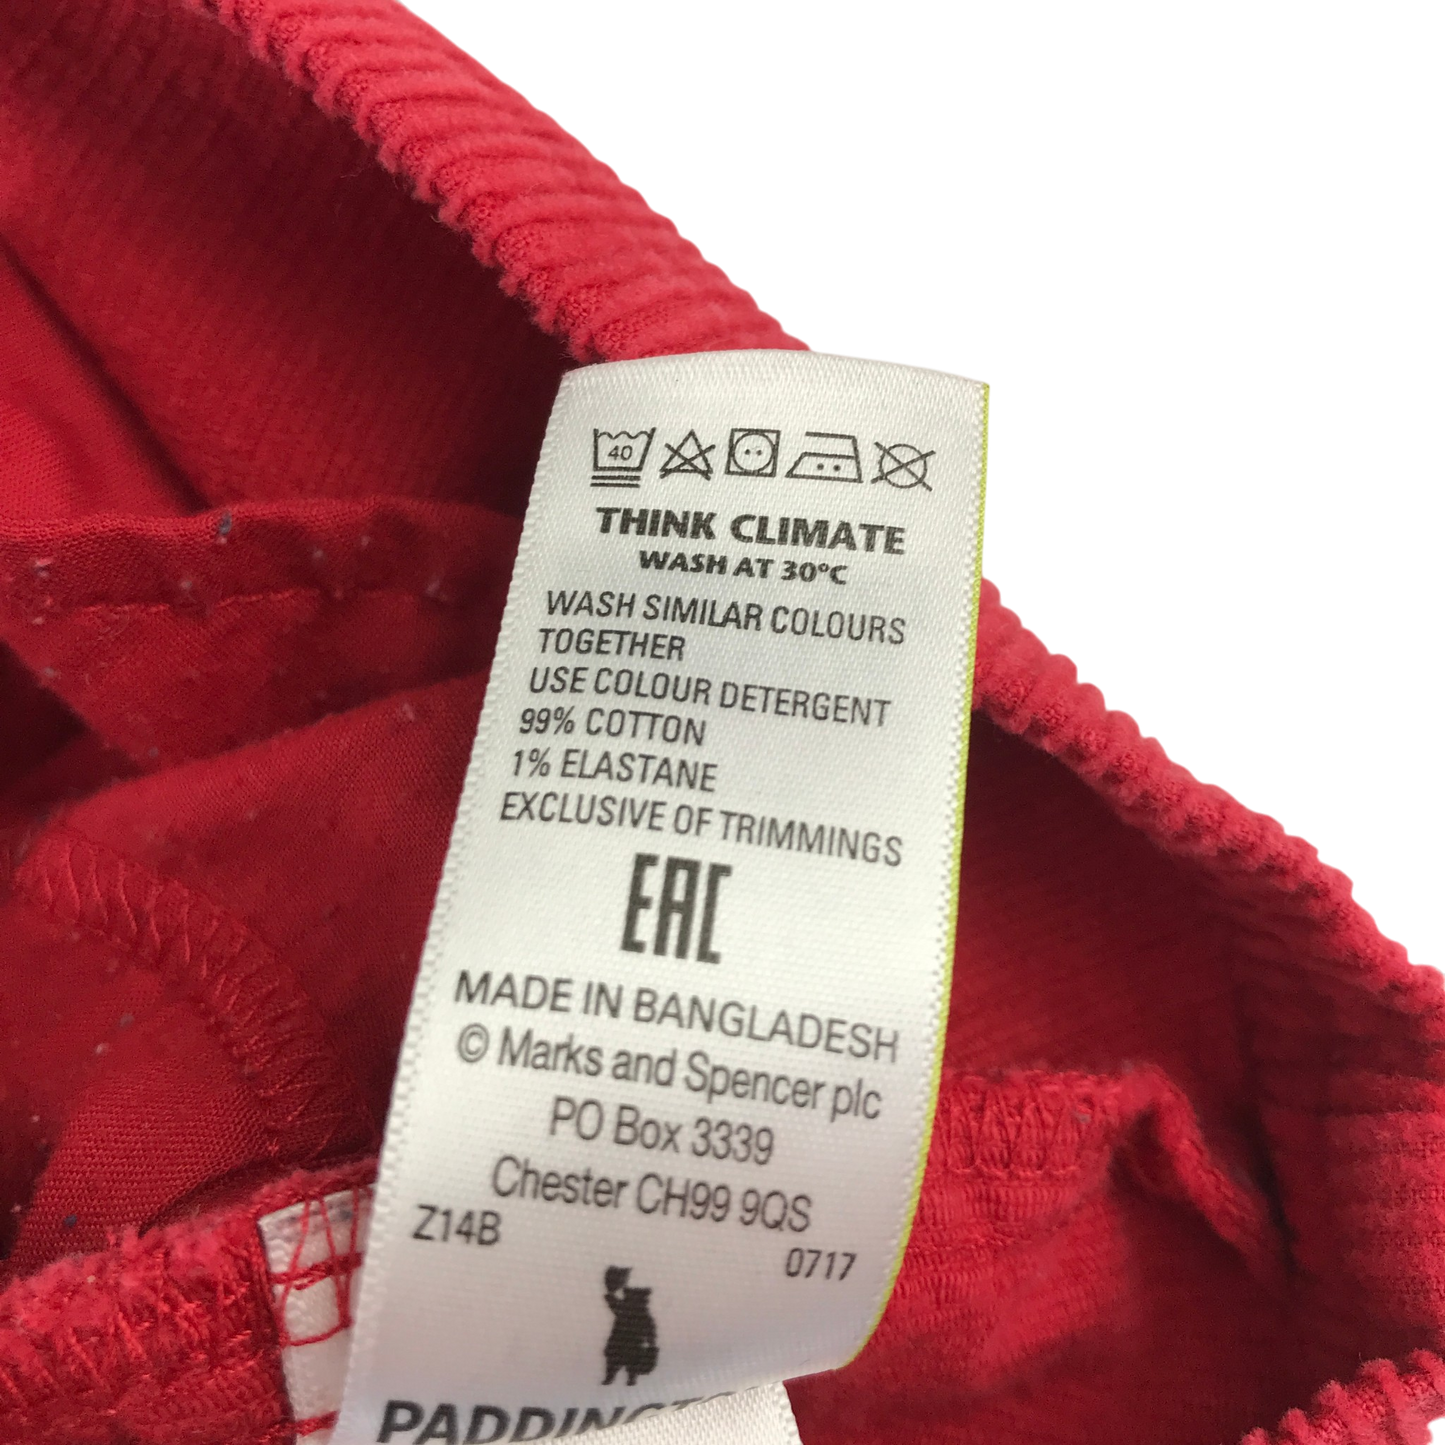 40
THINK CLIMATE
WASH AT 30°C
WASH SIMILAR COLOURS
TOGETHER
USE COLOUR DETERGENT
99% COTTON
1% ELASTANE
EXCLUSIVE OF TRIMMINGS
EAC
MADE IN BANGLADESH
© Marks and Spencer plc
PO Box 3339
Chester CH99 9QS
Z14B 0717